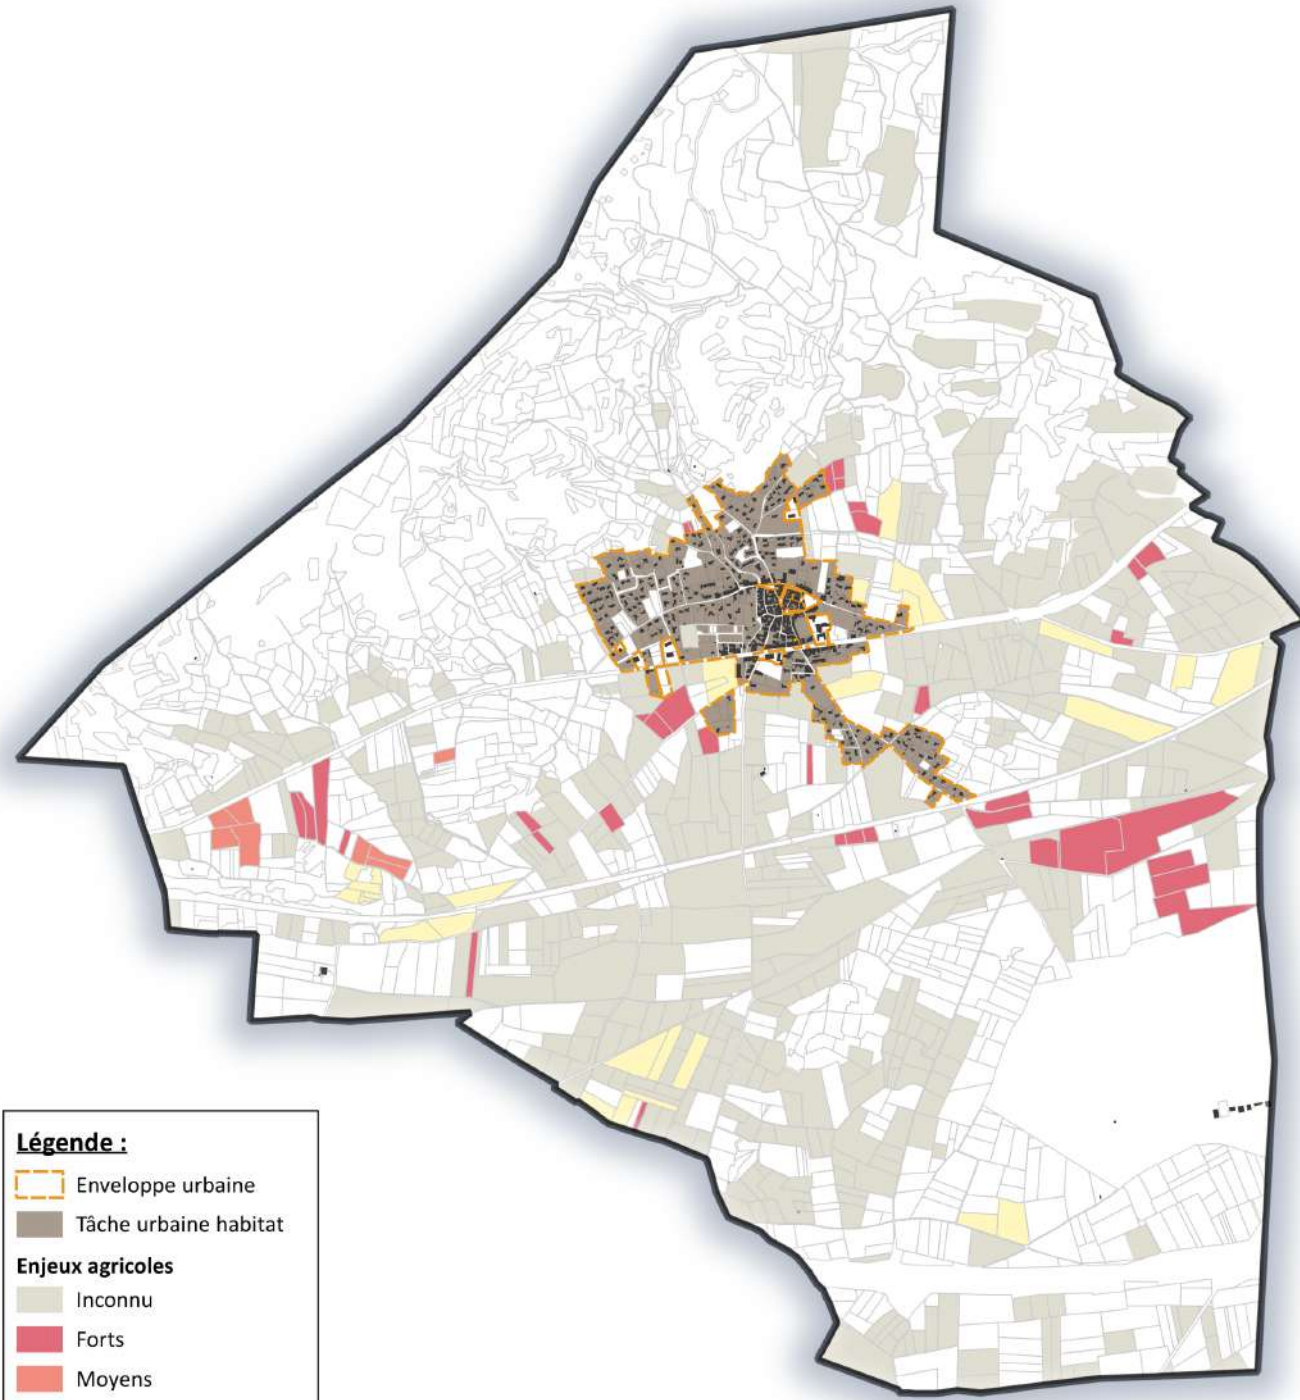 Légende :
Enveloppe urbaine
Tâche urbaine habitat
Enjeux agricoles
Inconnu
Forts
Moyens